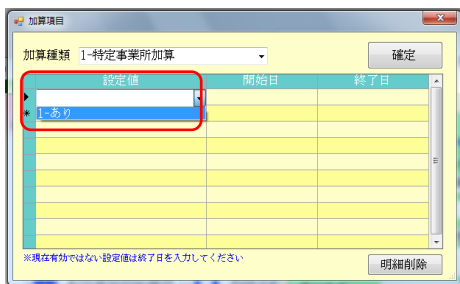 加算項目
加算種類 1-特定事業所加算 確定
設定値 開始日 終了日
1-あり
※現在有効ではない設定値は終了日を入力してください
明細削除